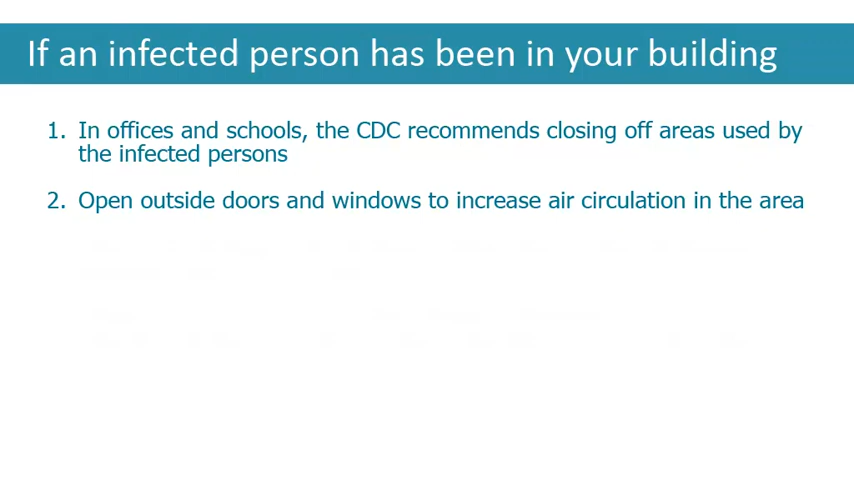 If an infected person has been in your building
1. In offices and schools, the CDC recommends closing off areas used by
the infected persons
2. Open outside doors and windows to increase air circulation in the area